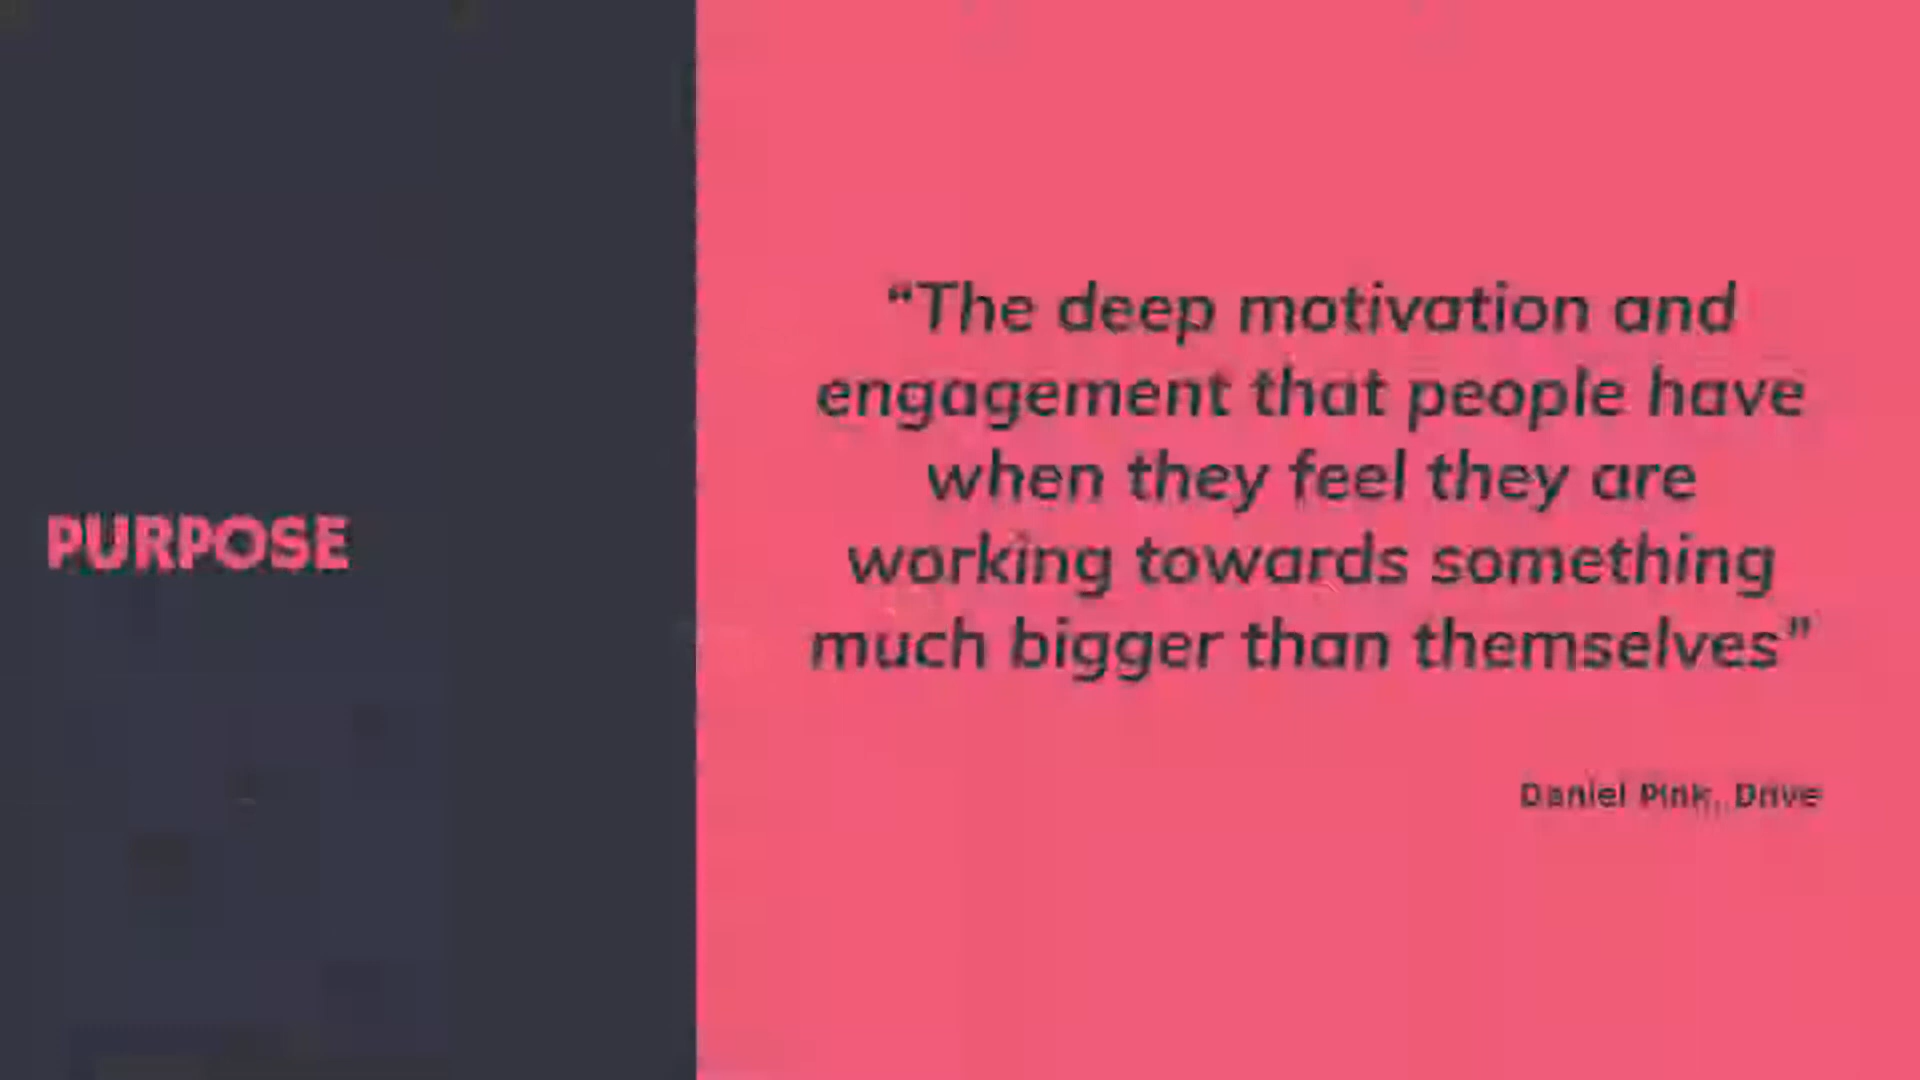 PURPOSE
“The deep motivation and
engagement that people have
when they feel they are
working towards something
much bigger than themselves”
Daniel Pink, Drive